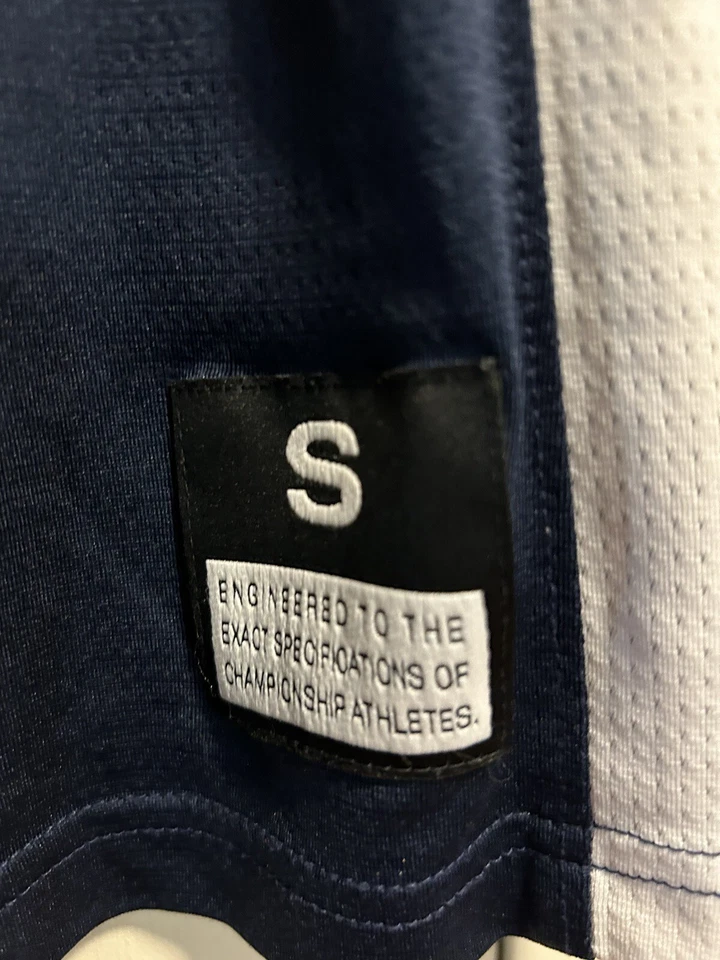 S
ENGINEERED TO THE
EXACT SPECIFICATIONS OF
CHAMPIONSHIP ATHLETES.